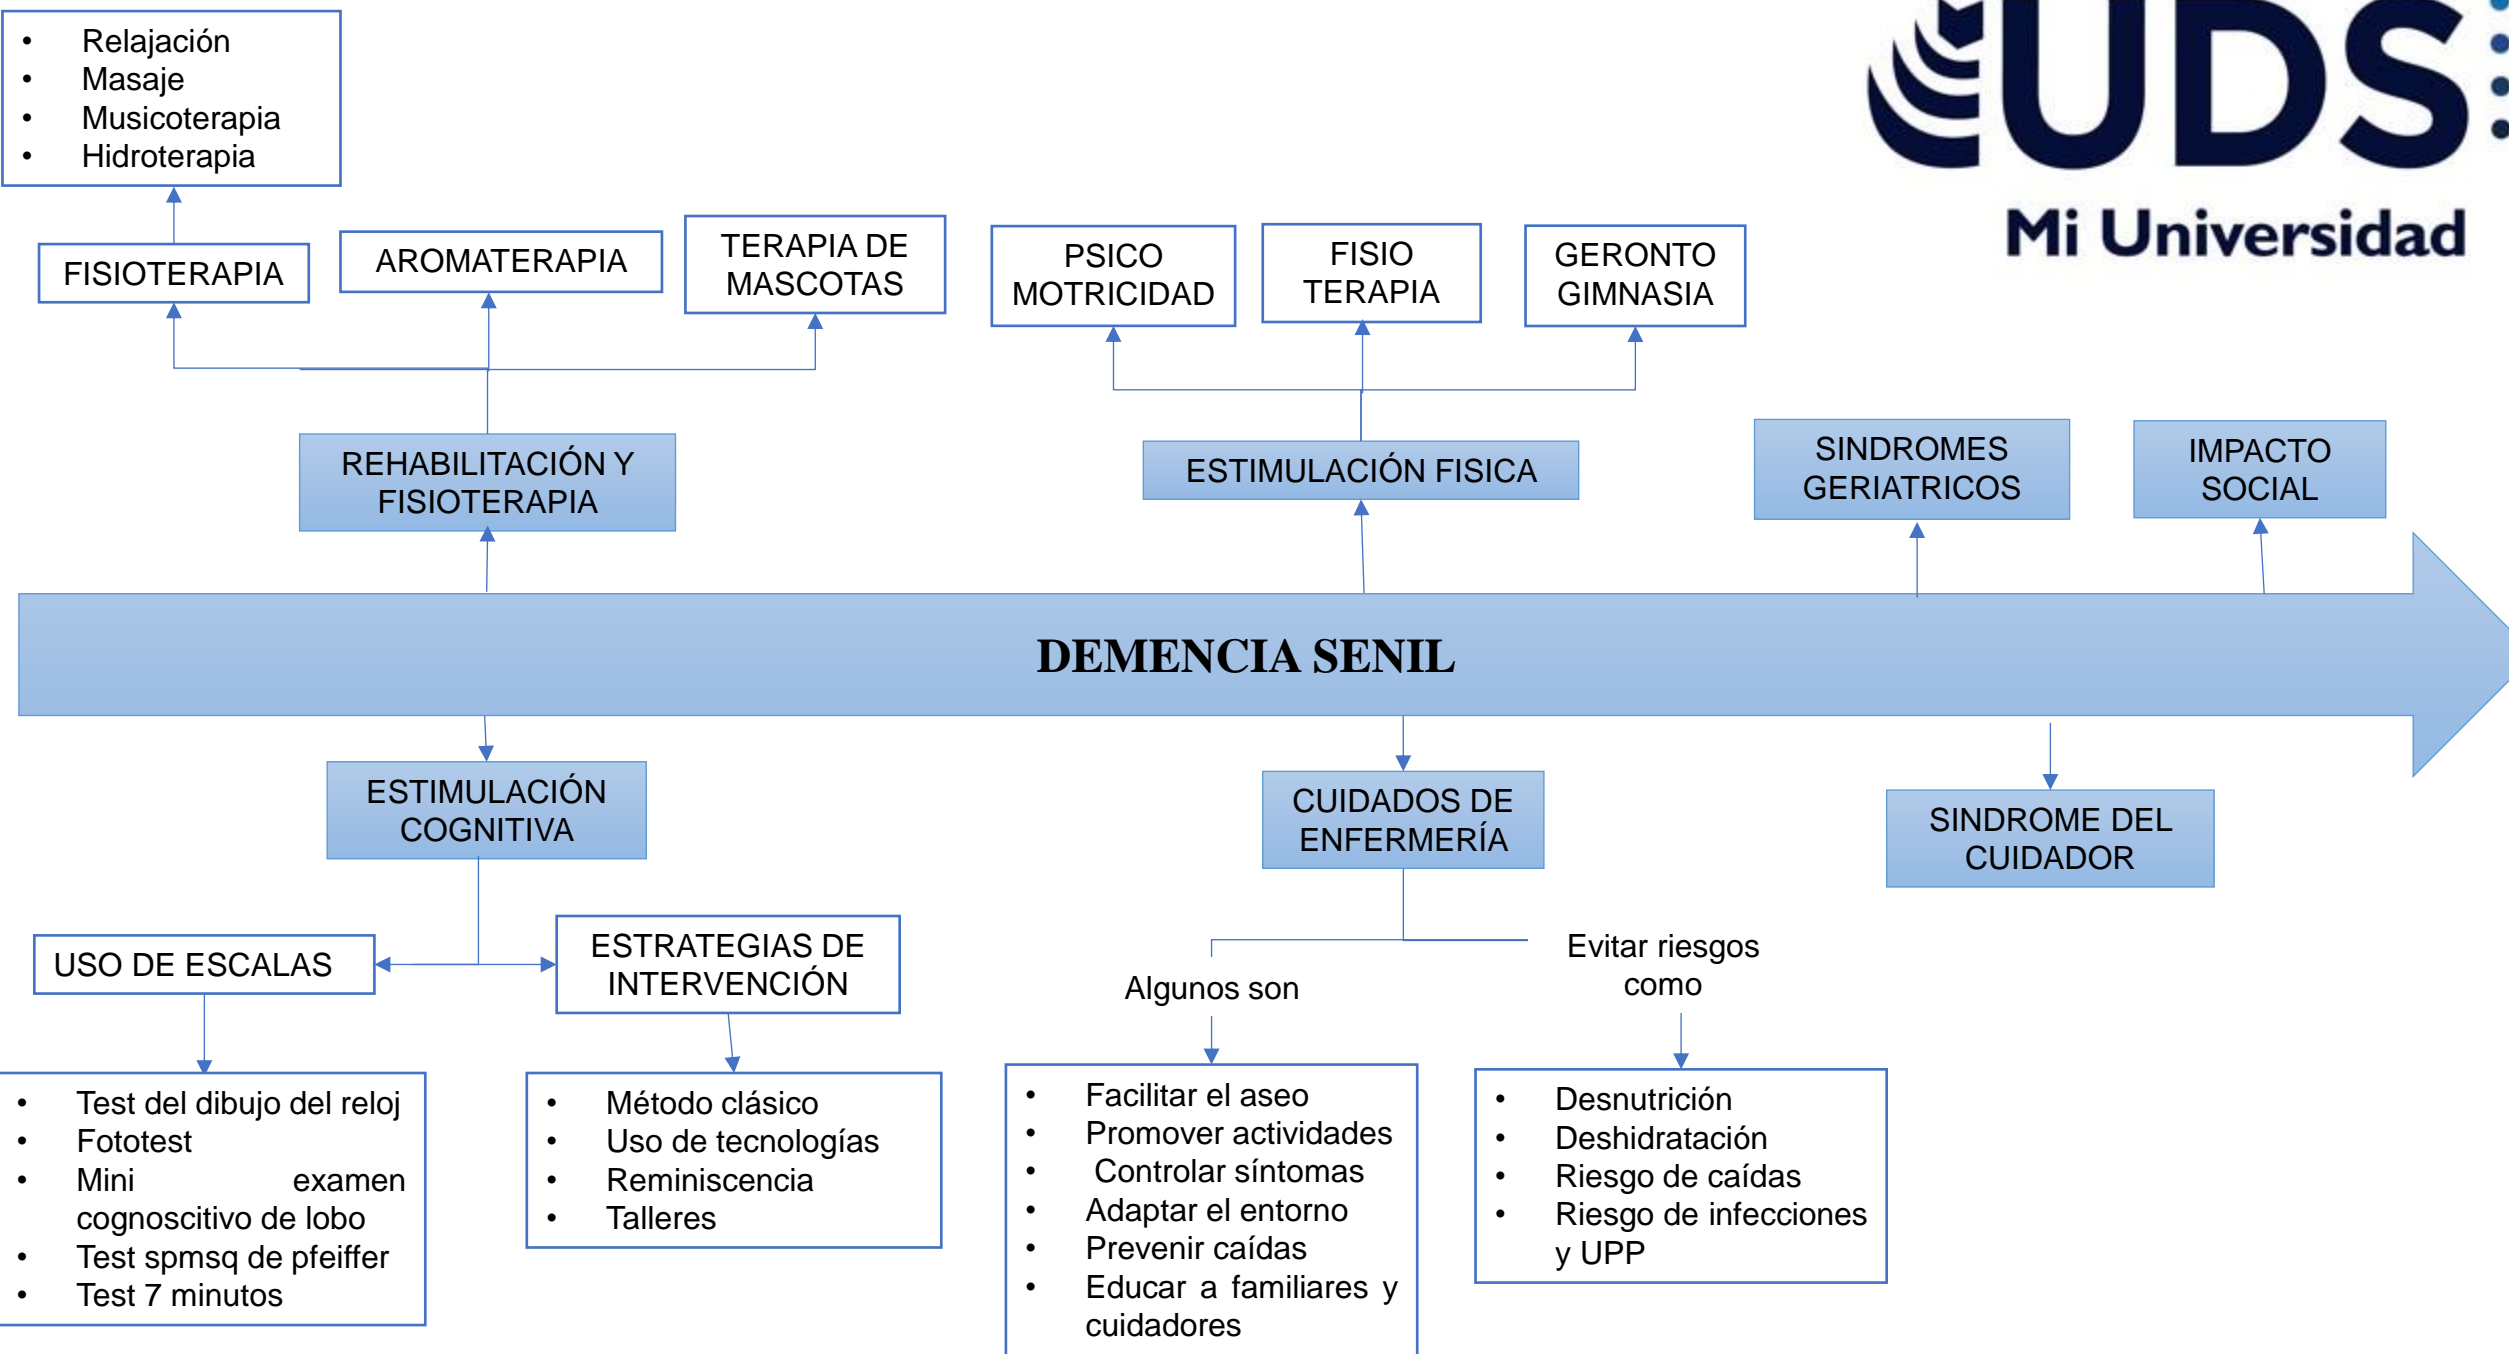 UDS
Mi Universidad
• Relajación
• Masaje
• Musicoterapia
• Hidroterapia
FISIOTERAPIA
AROMATERAPIA
TERAPIA DE
MASCOTAS
PSICO
MOTRICIDAD
FISIO
TERAPIA
GERONTO
GIMNASIA
REHABILITACIÓN Y
FISIOTERAPIA
ESTIMULACIÓN FISICA
SINDROMES
GERIATRICOS
IMPACTO
SOCIAL
DEMENCIA SENIL
ESTIMULACIÓN
COGNITIVA
CUIDADOS DE
ENFERMERÍA
SINDROME DEL
CUIDADOR
USO DE ESCALAS
ESTRATEGIAS DE
INTERVENCIÓN
Algunos son
Evitar riesgos
como
• Test del dibujo del reloj
• Fototest
• Mini examen
cognoscitivo de lobo
• Test spmsq de pfeiffer
• Test 7 minutos
• Método clásico
• Uso de tecnologías
• Reminiscencia
• Talleres
• Facilitar el aseo
• Promover actividades
• Controlar síntomas
• Adaptar el entorno
• Prevenir caídas
• Educar a familiares y
cuidadores
• Desnutrición
• Deshidratación
• Riesgo de caídas
• Riesgo de infecciones
y UPP